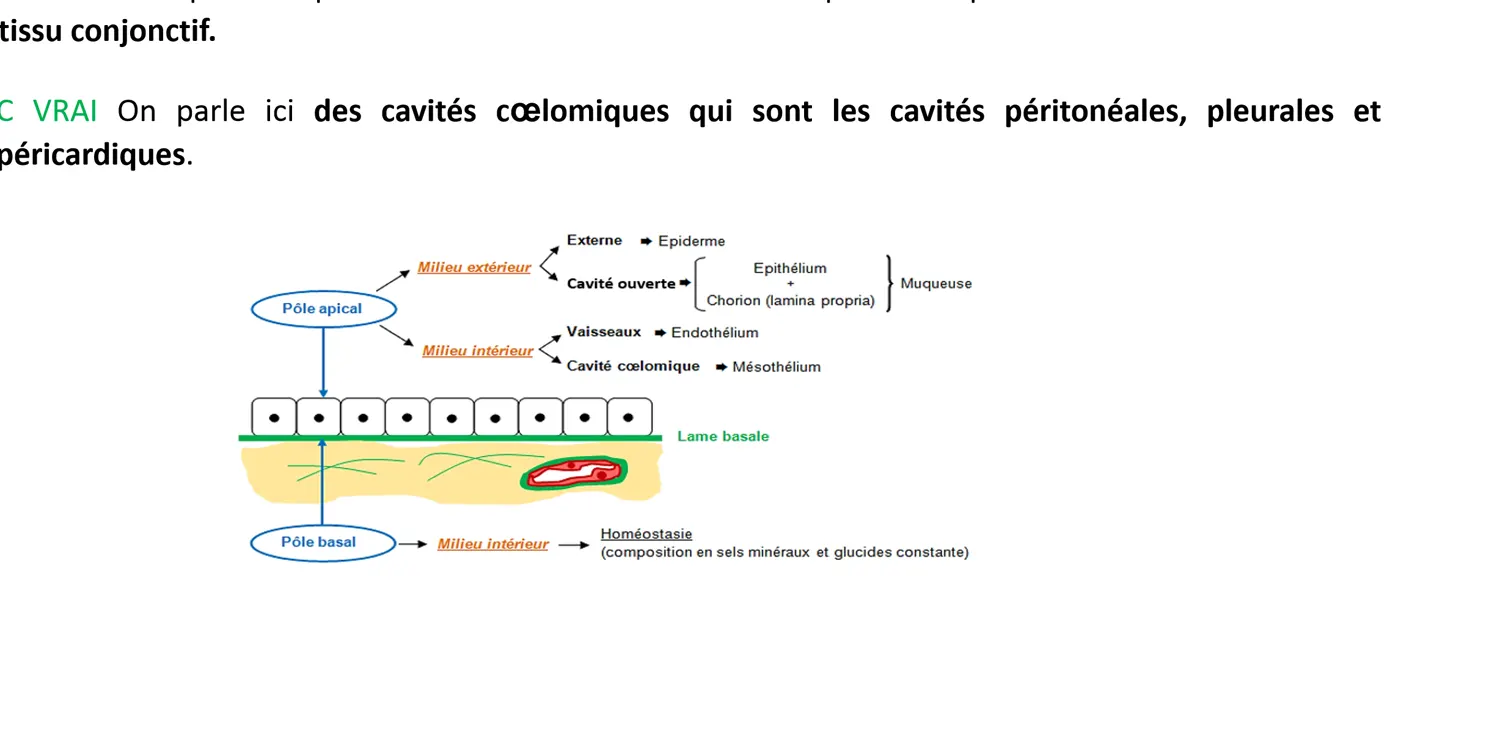 tissu conjonctif.
C VRAI On parle ici des cavités cœlomiques qui sont les cavités péritonéales, pleurales et
péricardiques.
Externe ➡ Epiderme
Milieu extérieur
Epithélium
Cavité ouverte ➡
+
Muqueuse
Chorion (lamina propria)
Pôle apical
Vaisseaux ➡ Endothélium
Milieu intérieur
Cavité cœlomique ➡ Mésothélium
Lame basale
Pôle basal
Milieu intérieur
Homéostasie
(composition en sels minéraux et glucides constante)